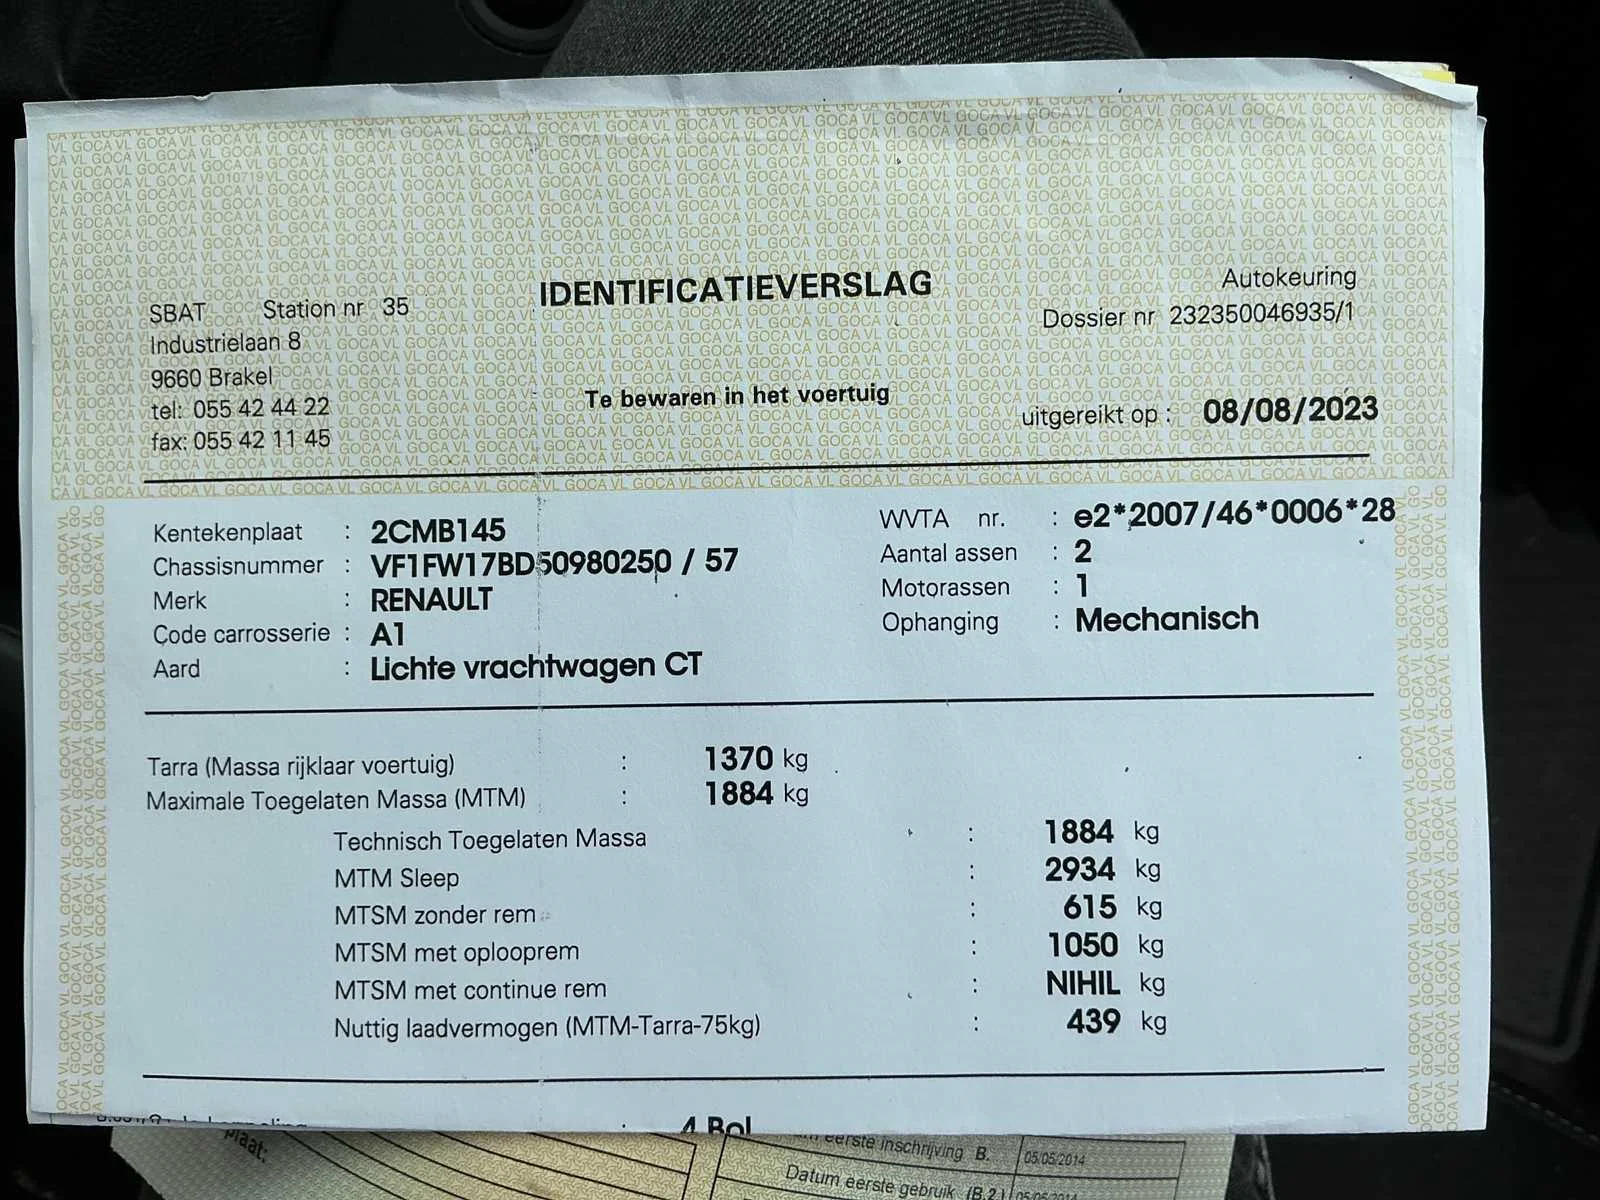 IDENTIFICATIEVERSLAG
SBAT Station nr 35
Industrielaan 8
9660 Brakel
tel: 055 42 44 22
fax: 055 42 11 45
Te bewaren in het voertuig
Autokeuring
Dossier nr 232350046935/1
uitgereikt op : 08/08/2023
Kentekenplaat : 2CMB145
Chassisnummer : VF1FW17BD50980250 / 57
Merk : RENAULT
Code carrosserie : A1
Aard : Lichte vrachtwagen CT
WVTA nr. : e2*2007/46*0006*28
Aantal assen : 2
Motorassen : 1
Ophanging : Mechanisch
Tarra (Massa rijklaar voertuig) : 1370 kg
Maximale Toegelaten Massa (MTM) : 1884 kg
Technisch Toegelaten Massa : 1884 kg
MTM Sleep : 2934 kg
MTSM zonder rem : 615 kg
MTSM met oplooprem : 1050 kg
MTSM met continue rem : NIHIL kg
Nuttig laadvermogen (MTM-Tarra-75kg) : 439 kg
: 4 Bol
plaat:
eerste inschrijving B. 05/05/2014
Datum eerste gebruik (B.2) 05/05/2014